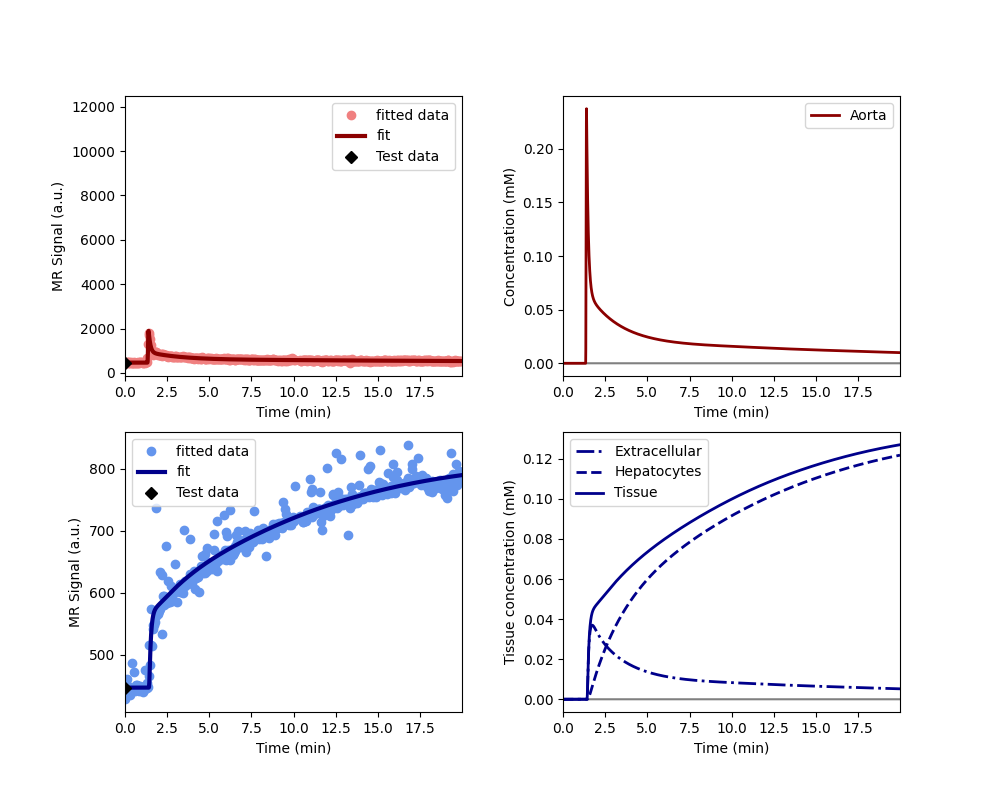 12000
10000
8000
6000
4000
2000
0
MR Signal (a.u.)
fitted data
fit
Test data
0.0 2.5 5.0 7.5 10.0 12.5 15.0 17.5
Time (min)
0.20
0.15
0.10
0.05
0.00
Concentration (mM)
Aorta
0.0 2.5 5.0 7.5 10.0 12.5 15.0 17.5
Time (min)
800
700
600
500
MR Signal (a.u.)
fitted data
fit
Test data
0.0 2.5 5.0 7.5 10.0 12.5 15.0 17.5
Time (min)
0.12
0.10
0.08
0.06
0.04
0.02
0.00
Tissue concentration (mM)
Extracellular
Hepatocytes
Tissue
0.0 2.5 5.0 7.5 10.0 12.5 15.0 17.5
Time (min)